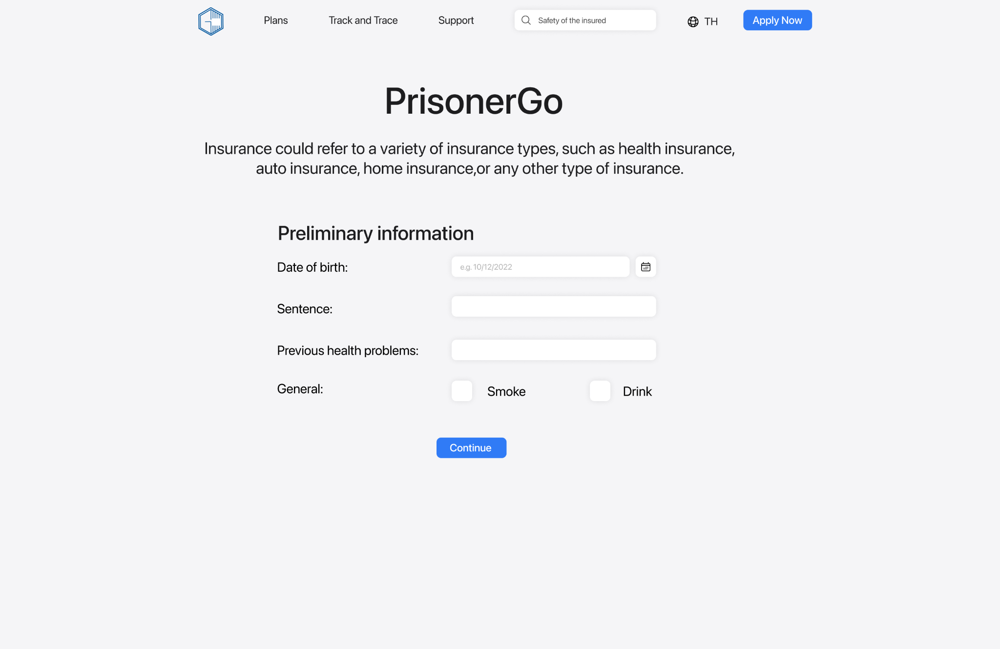 Plans
Track and Trace
Support
Safety of the insured
TH
Apply Now
PrisonerGo
Insurance could refer to a variety of insurance types, such as health insurance,
auto insurance, home insurance,or any other type of insurance.
Preliminary information
Date of birth:
e.g. 10/12/2022
Sentence:
Previous health problems:
General:
Smoke
Drink
Continue